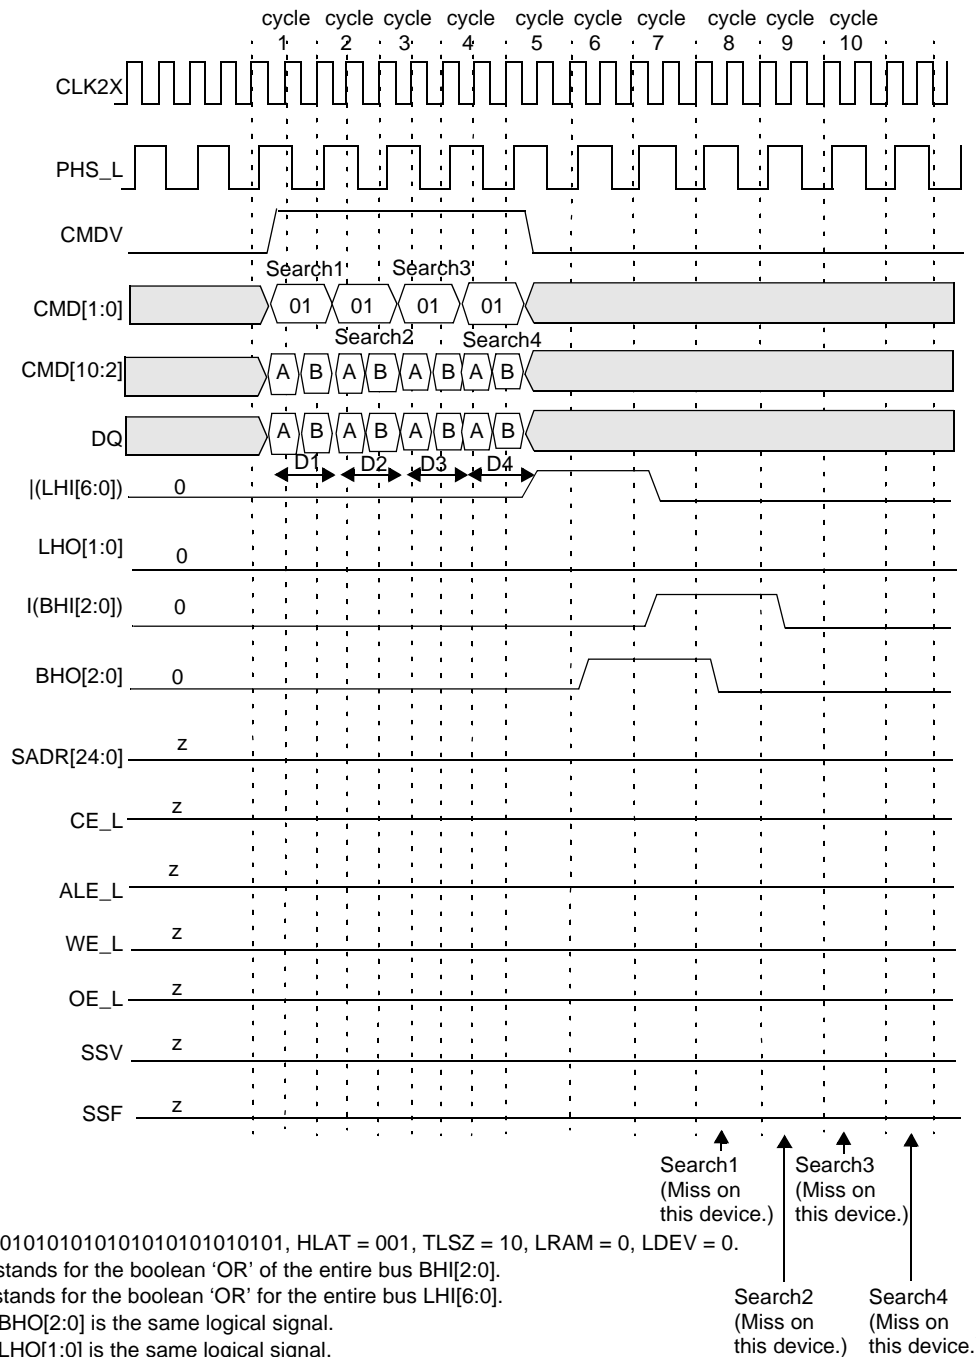 cycle cycle cycle cycle cycle cycle cycle cycle cycle cycle
1 2 3 4 5 6 7 8 9 10
CLK2X
PHS_L
CMDV
Search1 Search3
CMD[1:0] 01 01 01 01
Search2 Search4
CMD[10:2] A B A B A B A B
DQ A B A B A B A B
D1 D2 D3 D4
|(LHI[6:0]) 0
LHO[1:0] 0
I(BHI[2:0]) 0
BHO[2:0] 0
SADR[24:0] z
CE_L z
ALE_L z
WE_L z
OE_L z
SSV z
SSF z
Search1 (Miss on this device.)
Search3 (Miss on this device.)
010101010101010101010101, HLAT = 001, TLSZ = 10, LRAM = 0, LDEV = 0.
stands for the boolean ‘OR’ of the entire bus BHI[2:0].
stands for the boolean ‘OR’ for the entire bus LHI[6:0].
BHO[2:0] is the same logical signal.
LHO[1:0] is the same logical signal.
Search2 (Miss on this device.)
Search4 (Miss on this device.